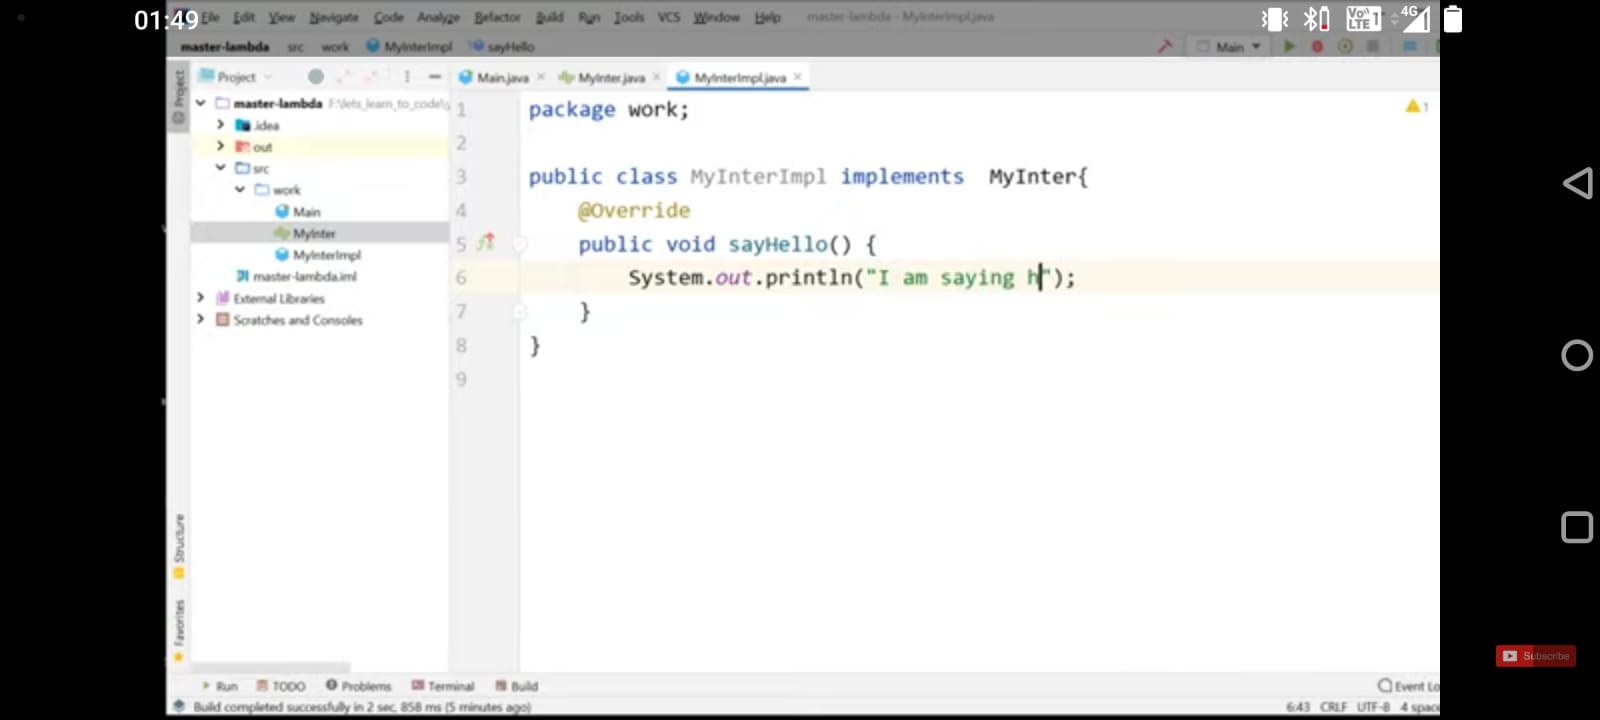 01:49
File Edit View Navigate Code Analyze Refactor Build Run Tools VCS Window Help master-lambda - MyInterImpl.java
Vo)) LTE 1 4G
master-lambda src work MyInterImpl sayHello Main
Project
Project
Main.java MyInter.java MyInterImpl.java
master-lambda
.idea
out
src
work
Main
MyInter
MyInterImpl
master-lambda.iml
External Libraries
Scratches and Consoles
1 package work;
1
2
3 public class MyInterImpl implements MyInter{
4 @Override
5 public void sayHello() {
6 System.out.println("I am saying h");
7 }
8 }
9
Structure
Favorites
Subscribe
Run TODO Problems Terminal Build Event Lo
Build completed successfully in 2 sec, 858 ms (5 minutes ago) 6:43 CRLF UTF-8 4 spac